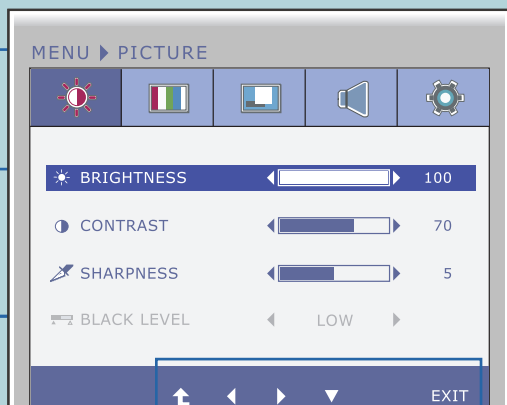 MENU PICTURE
BRIGHTNESS 100
CONTRAST 70
SHARPNESS 5
BLACK LEVEL LOW
EXIT